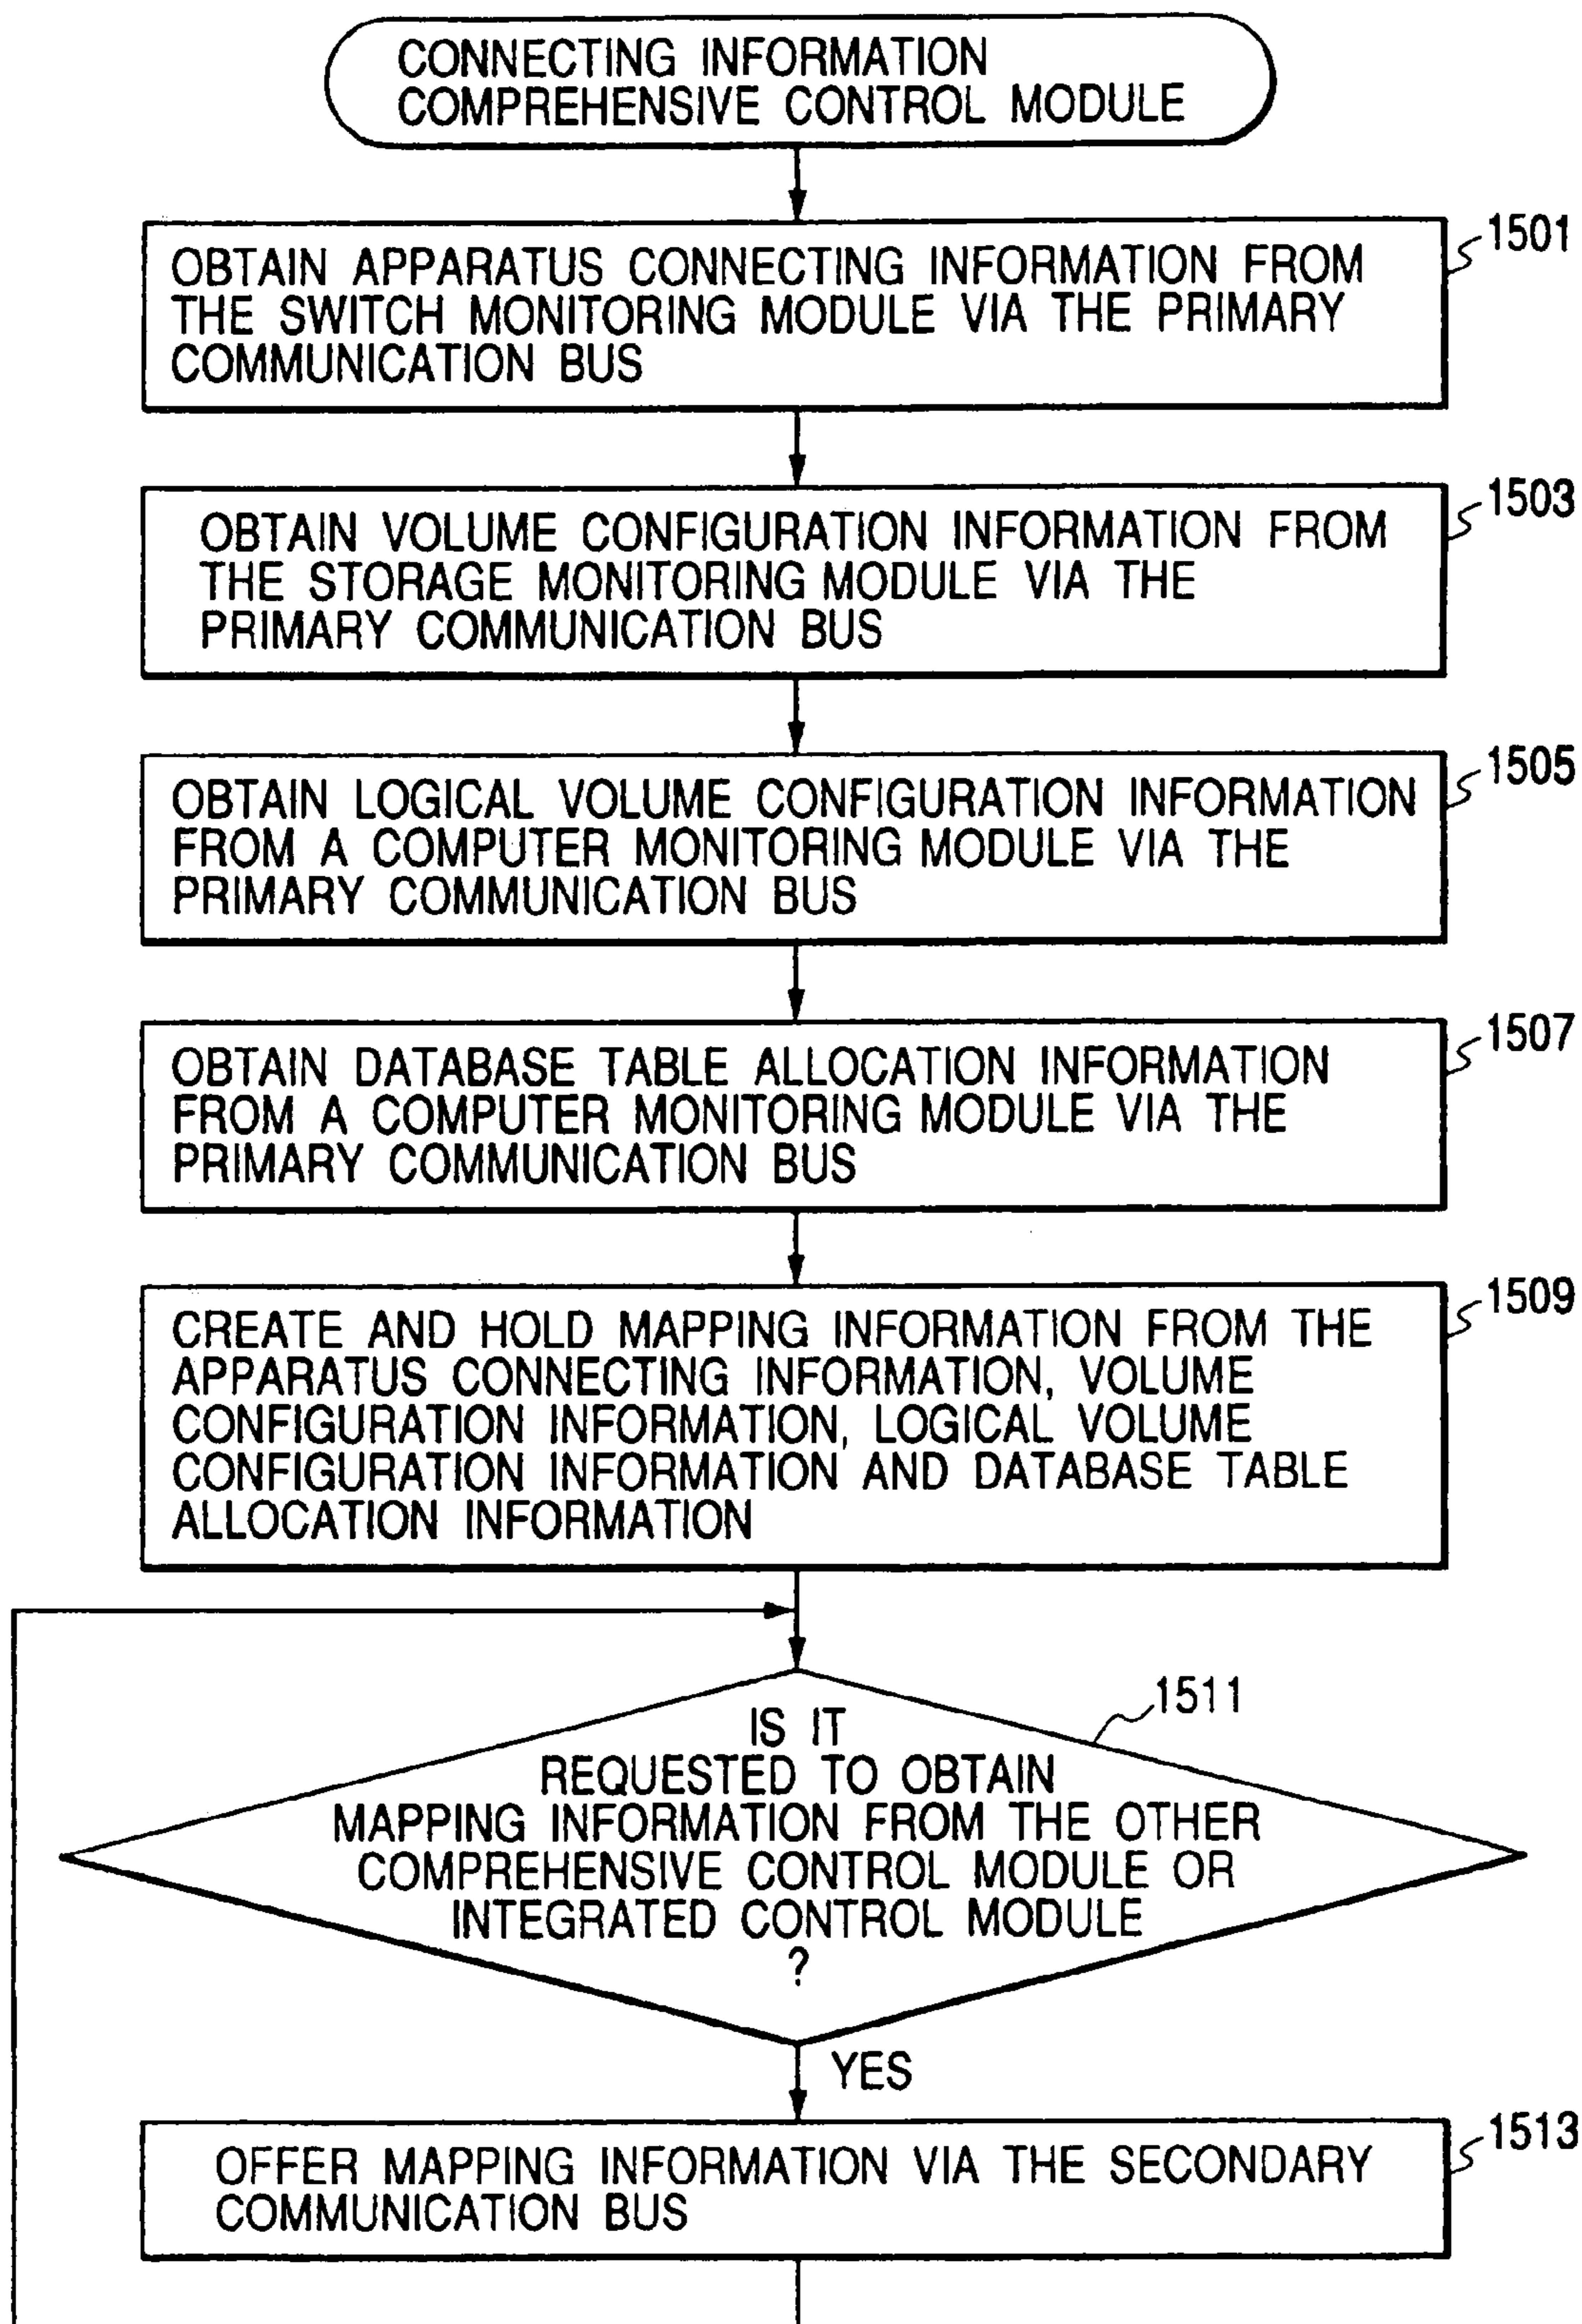 CONNECTING INFORMATION
COMPREHENSIVE CONTROL MODULE
1501
OBTAIN APPARATUS CONNECTING INFORMATION FROM
THE SWITCH MONITORING MODULE VIA THE PRIMARY
COMMUNICATION BUS
1503
OBTAIN VOLUME CONFIGURATION INFORMATION FROM
THE STORAGE MONITORING MODULE VIA THE
PRIMARY COMMUNICATION BUS
1505
OBTAIN LOGICAL VOLUME CONFIGURATION INFORMATION
FROM A COMPUTER MONITORING MODULE VIA THE
PRIMARY COMMUNICATION BUS
1507
OBTAIN DATABASE TABLE ALLOCATION INFORMATION
FROM A COMPUTER MONITORING MODULE VIA THE
PRIMARY COMMUNICATION BUS
1509
CREATE AND HOLD MAPPING INFORMATION FROM THE
APPARATUS CONNECTING INFORMATION, VOLUME
CONFIGURATION INFORMATION, LOGICAL VOLUME
CONFIGURATION INFORMATION AND DATABASE TABLE
ALLOCATION INFORMATION
1511
IS IT
REQUESTED TO OBTAIN
MAPPING INFORMATION FROM THE OTHER
COMPREHENSIVE CONTROL MODULE OR
INTEGRATED CONTROL MODULE
?
YES
1513
OFFER MAPPING INFORMATION VIA THE SECONDARY
COMMUNICATION BUS